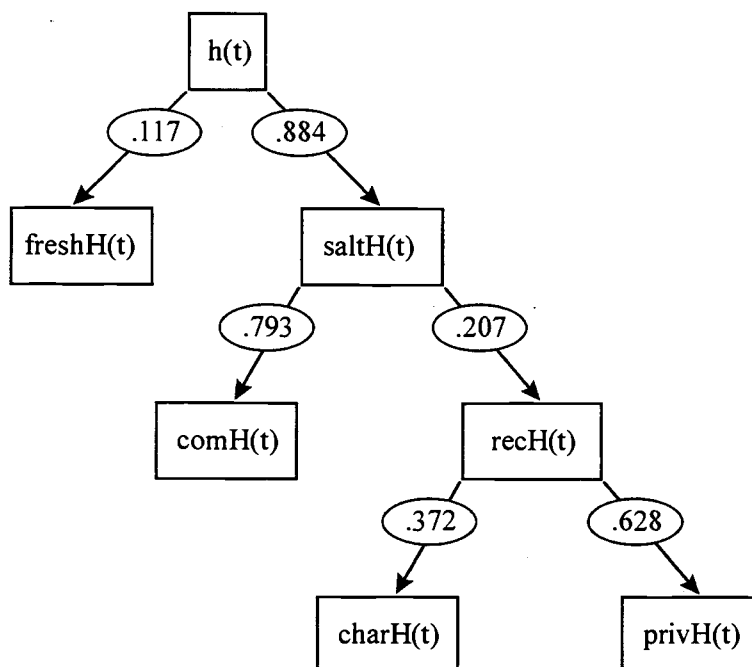 h(t)
.117
.884
freshH(t)
saltH(t)
.793
.207
comH(t)
recH(t)
.372
.628
charH(t)
privH(t)